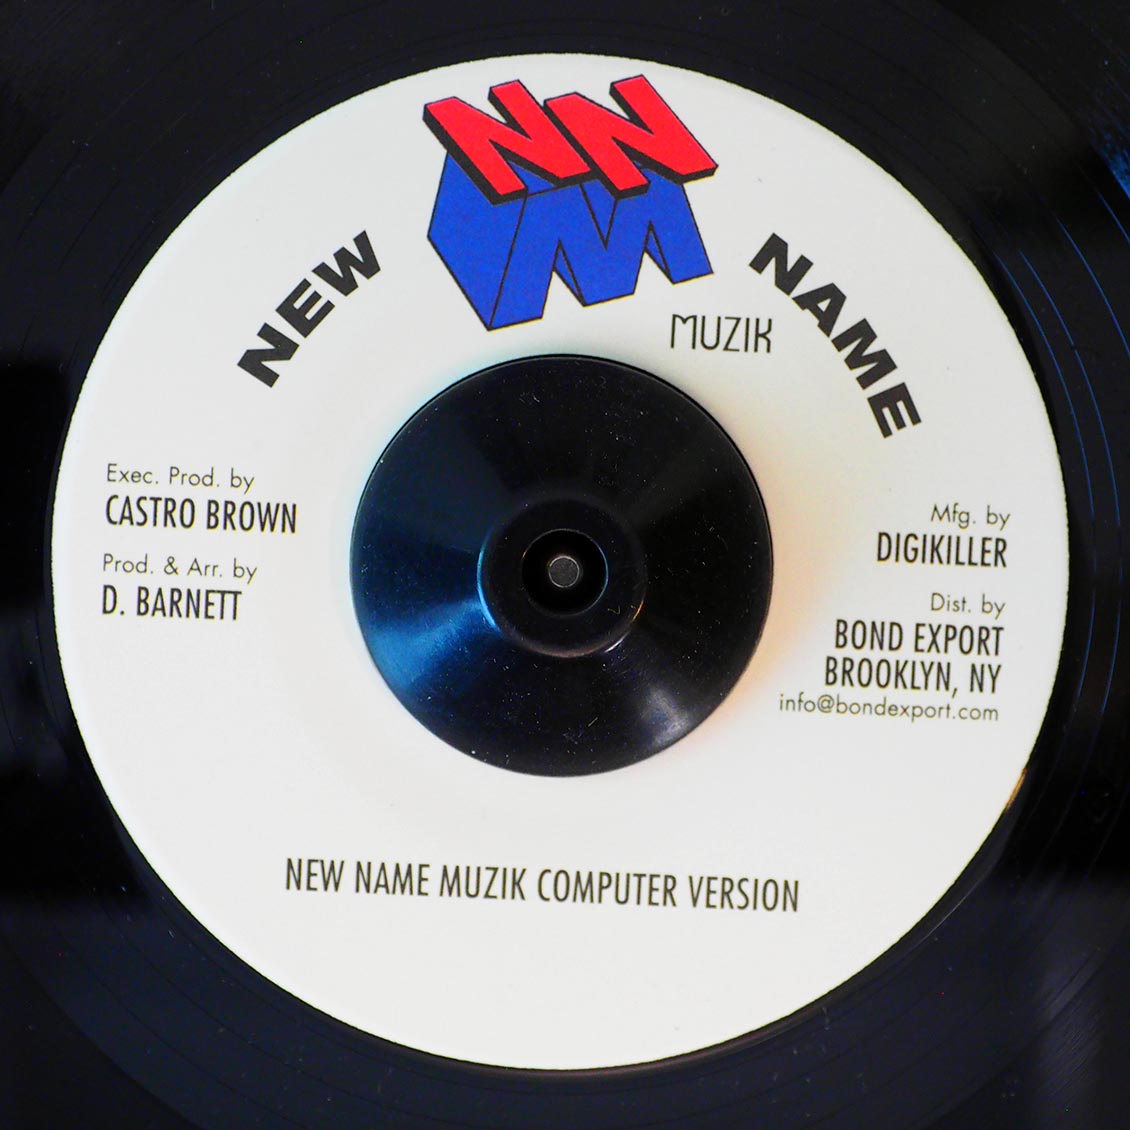 NN
M
NEW NAME
MUZIK
Exec. Prod. by
CASTRO BROWN
Prod. & Arr. by
D. BARNETT
Mfg. by
DIGIKILLER
Dist. by
BOND EXPORT
BROOKLYN, NY
info@bondexport.com
NEW NAME MUZIK COMPUTER VERSION